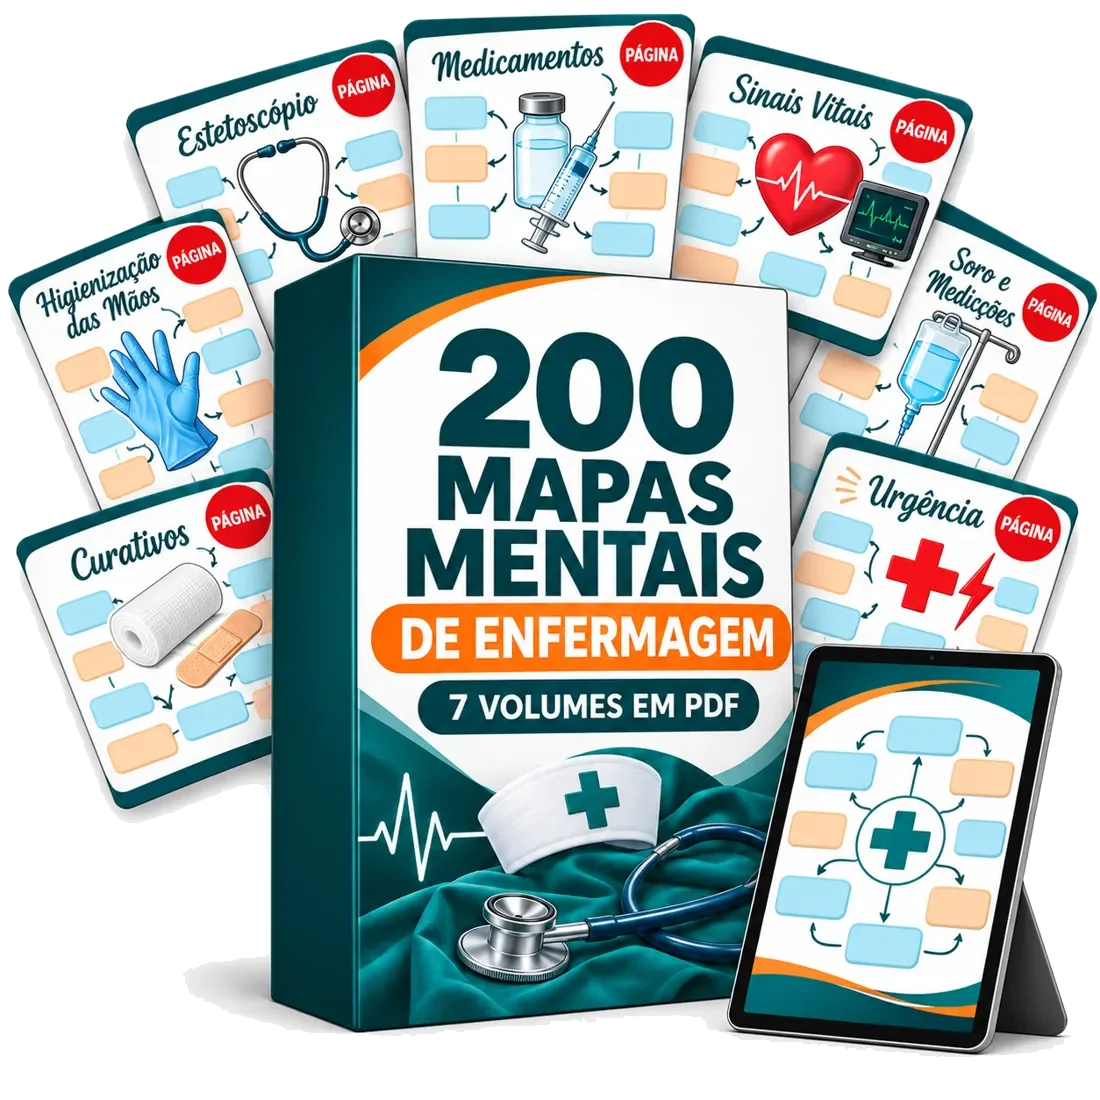 Estetoscópio
PÁGINA
Medicamentos
PÁGINA
Sinais Vitais
PÁGINA
Higienização
das Mãos
PÁGINA
Soro e
Medicções
PÁGINA
Curativos
PÁGINA
Urgência
PÁGINA
200
MAPAS
MENTAIS
DE ENFERMAGEM
7 VOLUMES EM PDF